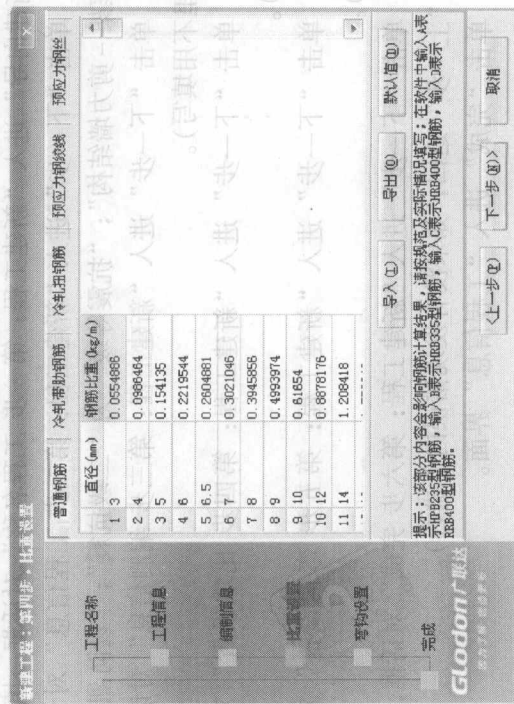 新建工程：第四步，比重设置
工程名称
工程信息
编制信息
比重设置
弯钩设置
完成
Glodon广联达
普通钢筋 冷轧带肋钢筋 冷轧扭钢筋 预应力钢绞线 预应力钢丝
直径(mm) 钢筋比重(kg/m)
1 3 0.0554886
2 4 0.0986464
3 5 0.154135
4 6 0.2219544
5 6.5 0.2604881
6 7 0.3021046
7 8 0.3945856
8 9 0.4993974
9 10 0.61654
10 12 0.8878176
11 14 1.208418
导入(I) 导出(O) 默认值(D)
提示：该部分内容会影响钢筋计算结果，请按规范及实际情况填写；在软件中输入A表
示HPB235型钢筋，输入B表示HRB335型钢筋，输入C表示HRB400型钢筋，输入D表示
RRB400型钢筋。
<上一步(P) 下一步(N)> 取消